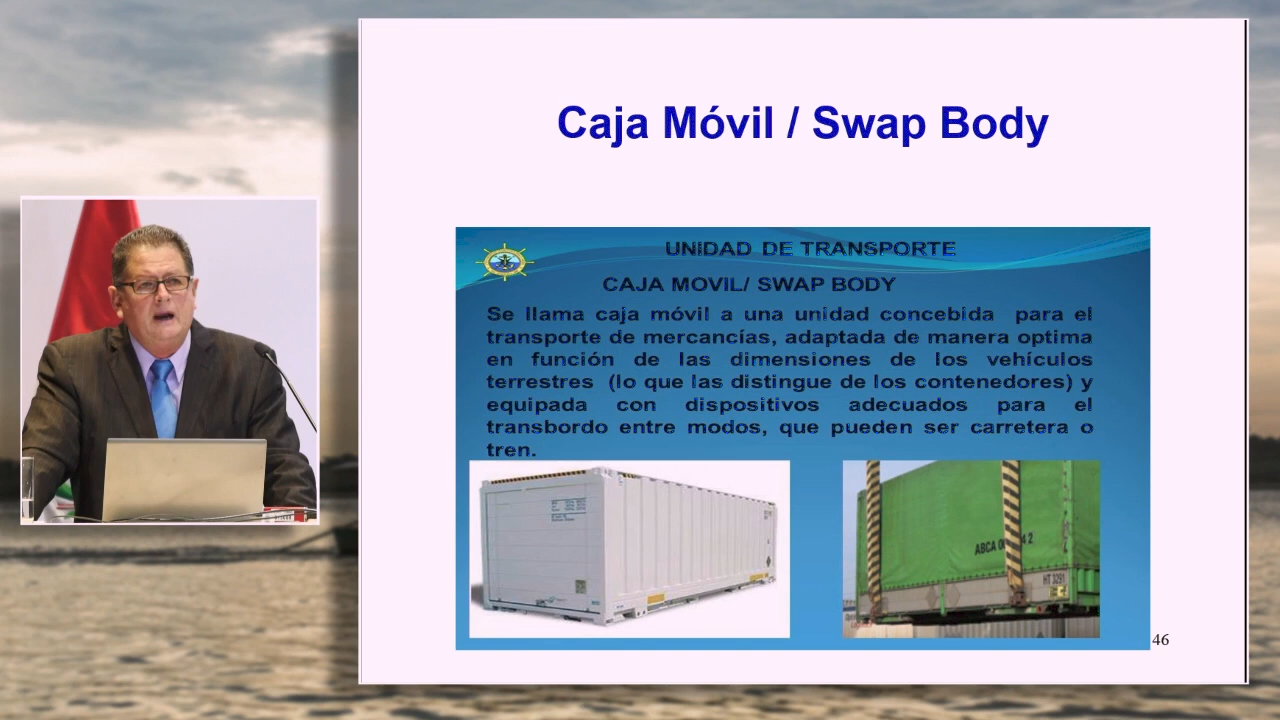 Caja Móvil / Swap Body
UNIDAD DE TRANSPORTE
CAJA MOVIL/ SWAP BODY
Se llama caja móvil a una unidad concebida para el
transporte de mercancías, adaptada de manera optima
en función de las dimensiones de los vehículos
terrestres (lo que las distingue de los contenedores) y
equipada con dispositivos adecuados para el
transbordo entre modos, que pueden ser carretera o
tren.
HT 3291
46